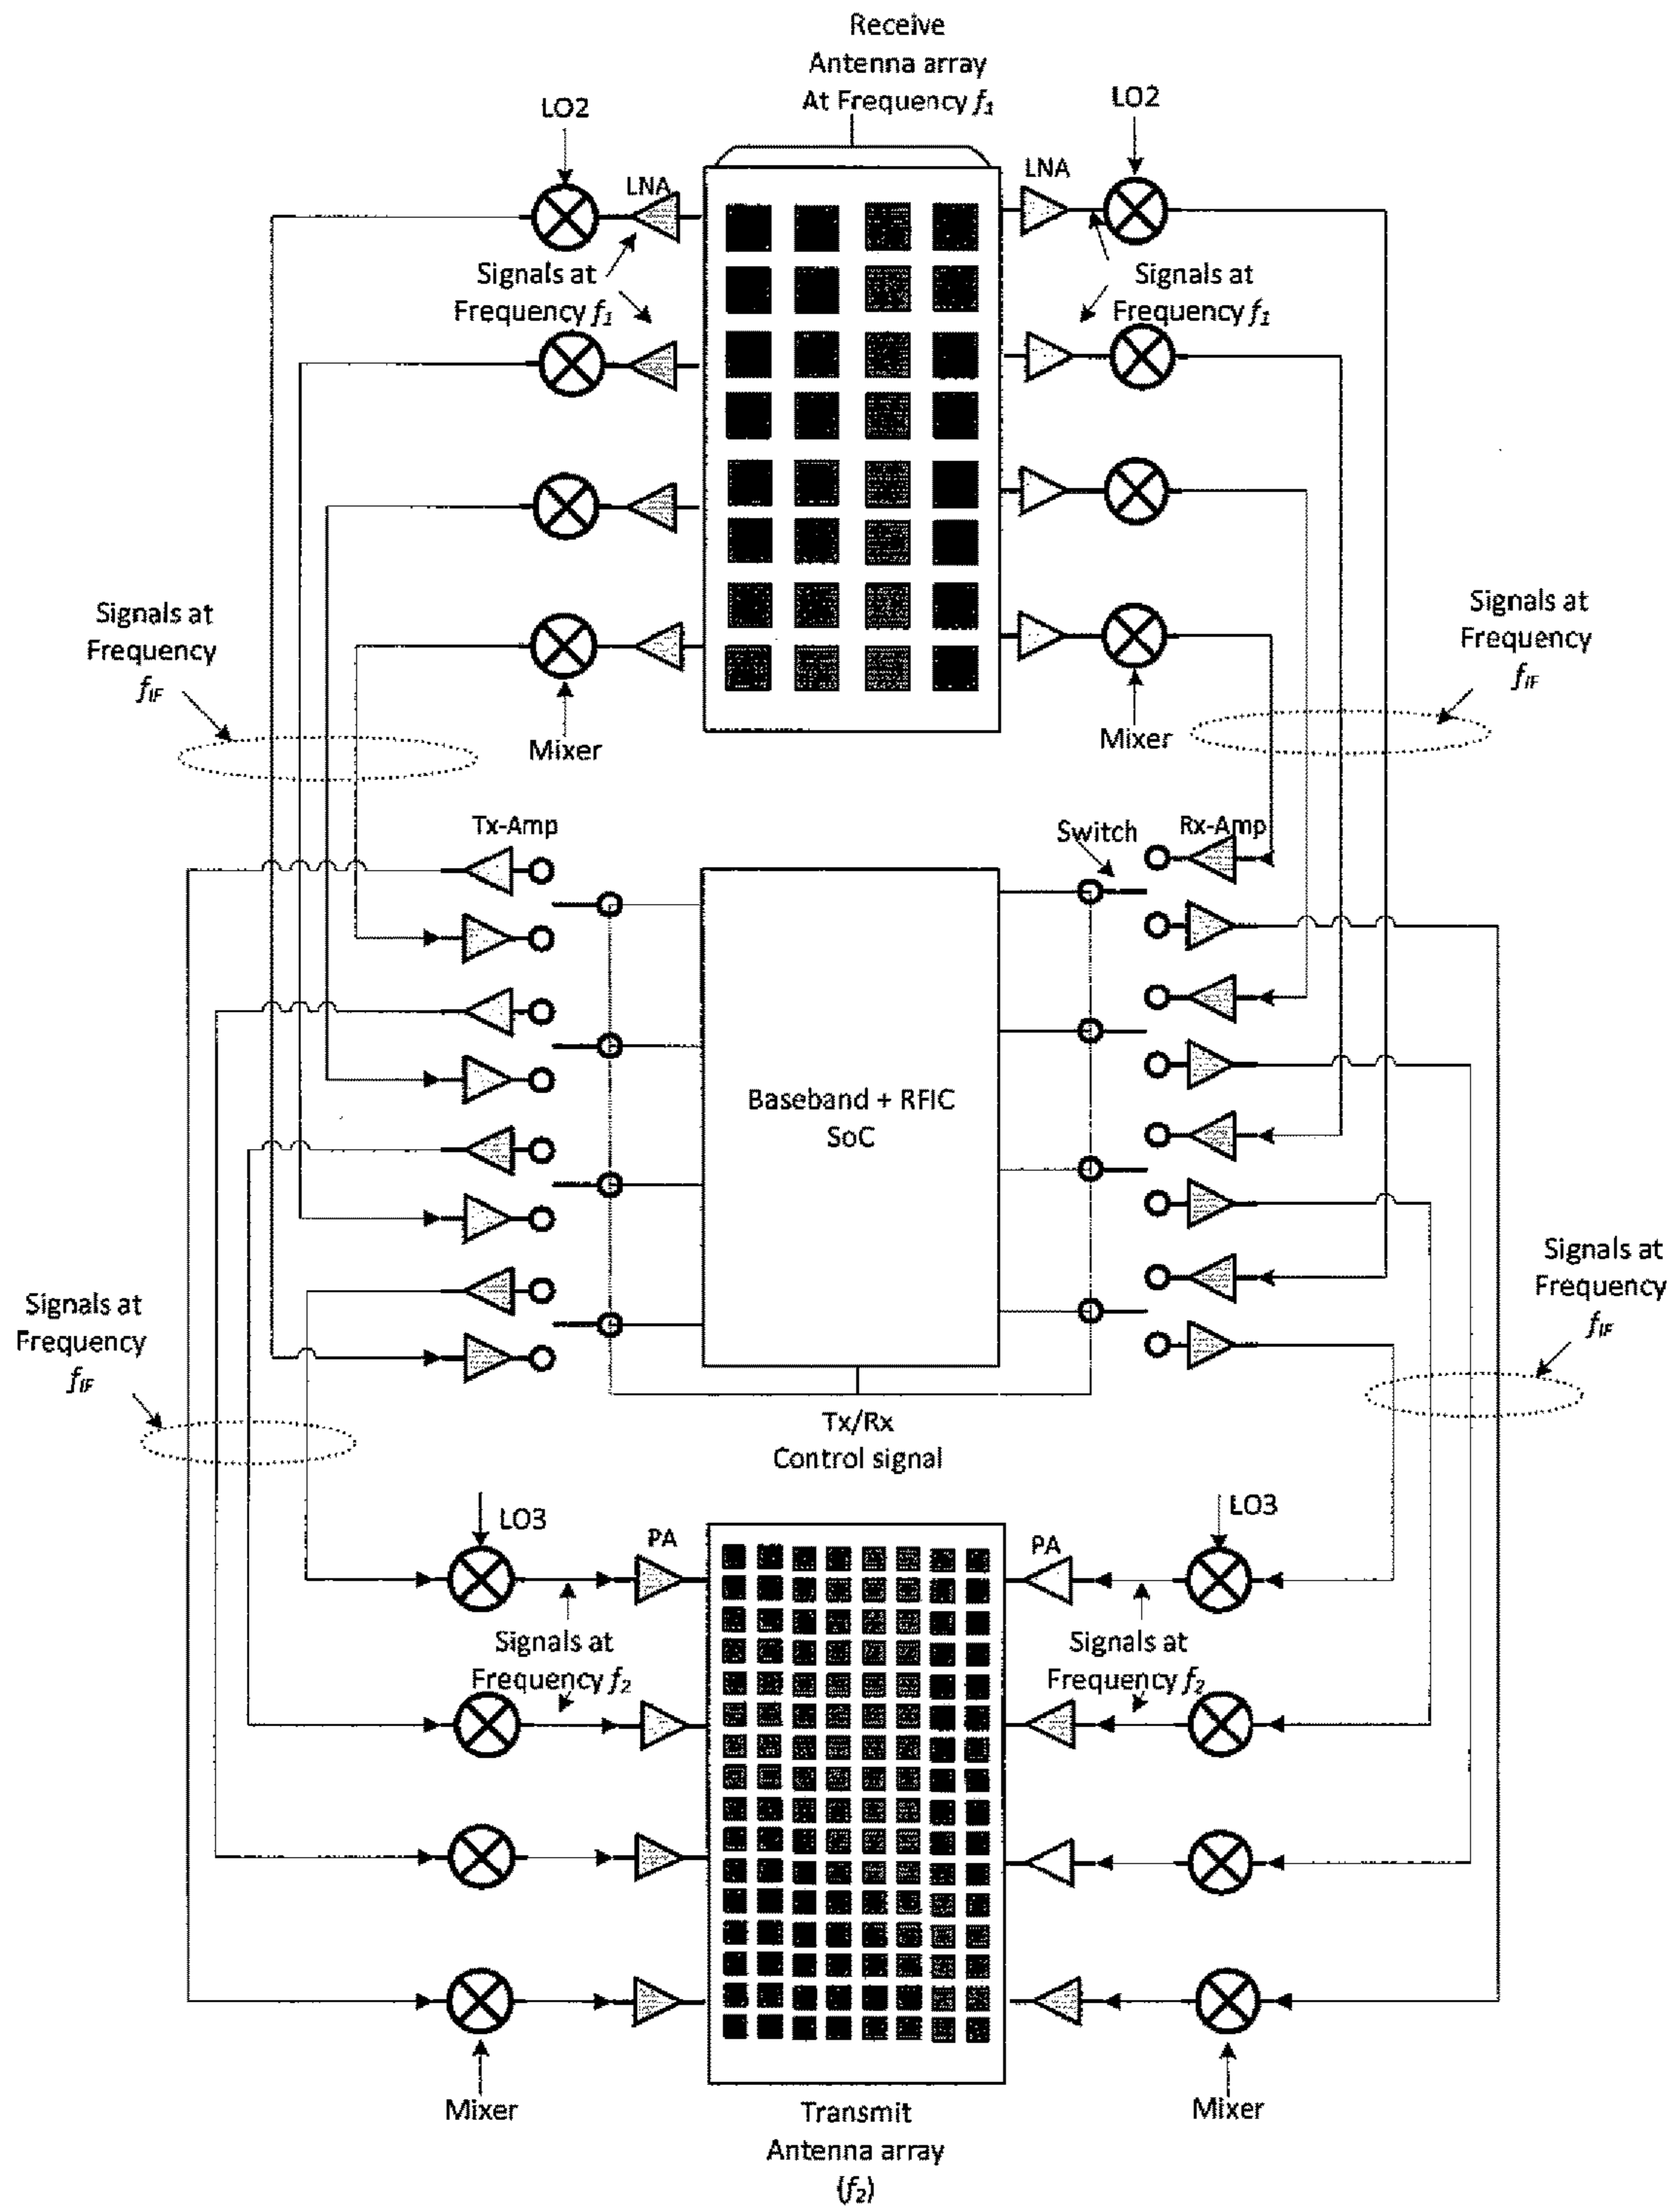 Receive
Antenna array
At Frequency f1
LO2
LO2
LNA
LNA
Signals at
Frequency f1
Signals at
Frequency f1
Signals at
Frequency
fIF
Signals at
Frequency
fIF
Mixer
Mixer
Tx-Amp
Switch
Rx-Amp
Baseband + RFIC
SoC
Signals at
Frequency
fIF
Signals at
Frequency
fIF
Tx/Rx
Control signal
LO3
LO3
PA
PA
Signals at
Frequency f2
Signals at
Frequency f2
Mixer
Mixer
Transmit
Antenna array
(f2)